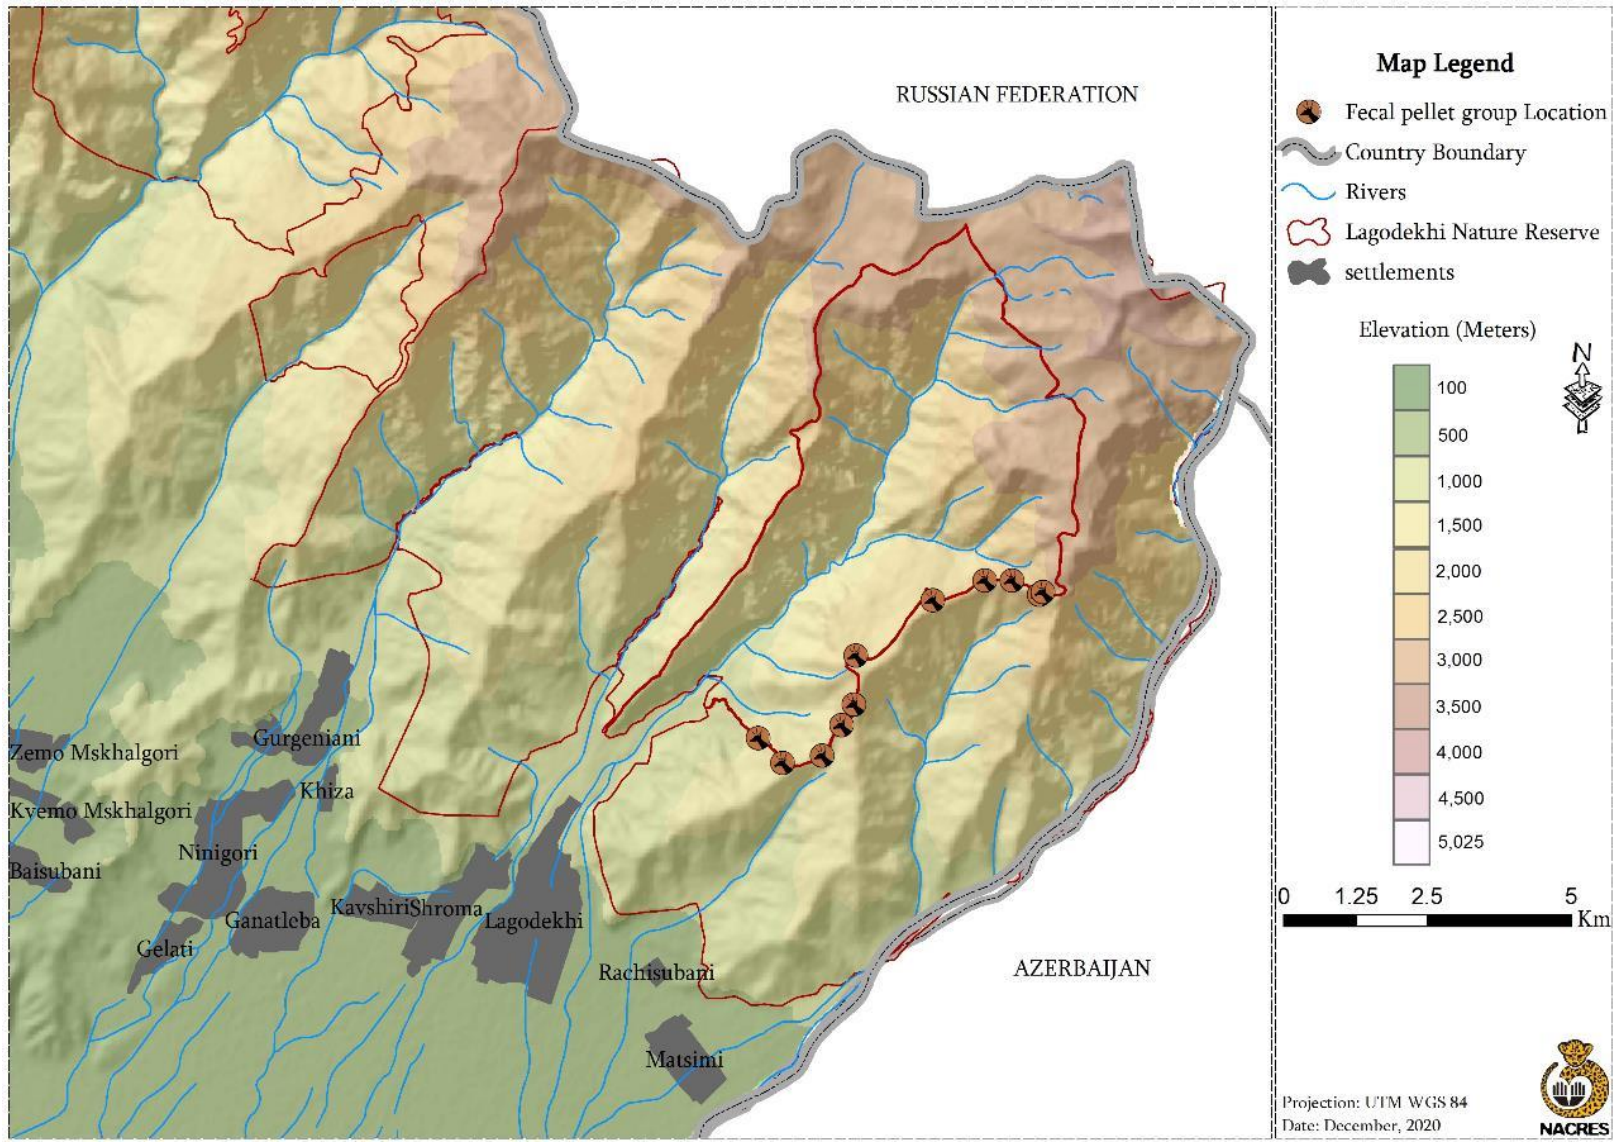 RUSSIAN FEDERATION
Zemo Mskhalgori
Gurgeniani
Khiza
Kvemo Mskhalgori
Ninigori
Baisubani
Ganatleba
Kavshiri
Shroma
Lagodekhi
Gelati
Rachisubani
AZERBAIJAN
Matsimi
Map Legend
Fecal pellet group Location
Country Boundary
Rivers
Lagodekhi Nature Reserve
settlements
Elevation (Meters)
N
100
500
1,000
1,500
2,000
2,500
3,000
3,500
4,000
4,500
5,025
0 1.25 2.5 5
Km
Projection: UTM WGS 84
Date: December, 2020
NACRES